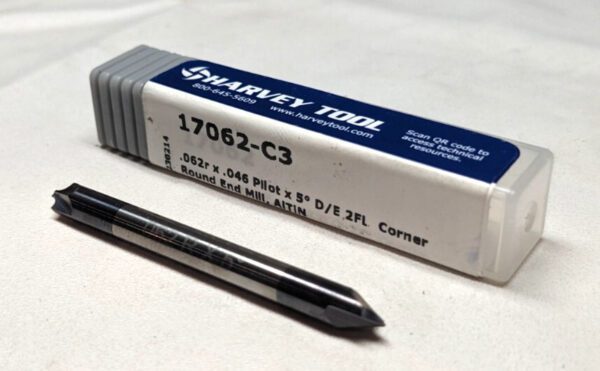 HARVEY TOOL
800-645-5609 www.harveytool.com
Scan QR code to
access technical
resources.
17062-C3
.062r x .046 Pilot x 5° D/E 2FL Corner
Round End Mill, AlTiN